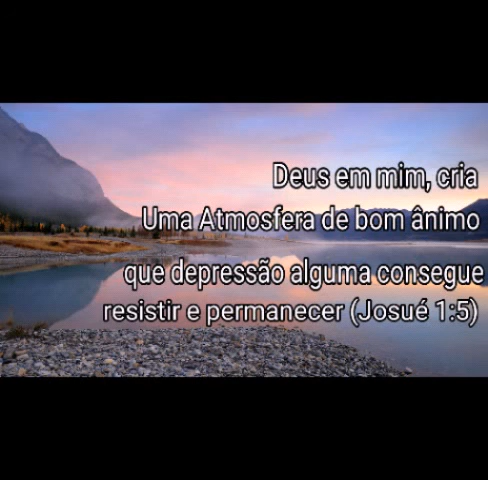 Deus em mim, cria
Uma Atmosfera de bom ânimo
que depressão alguma consegue
resistir e permanecer (Josué 1:5)